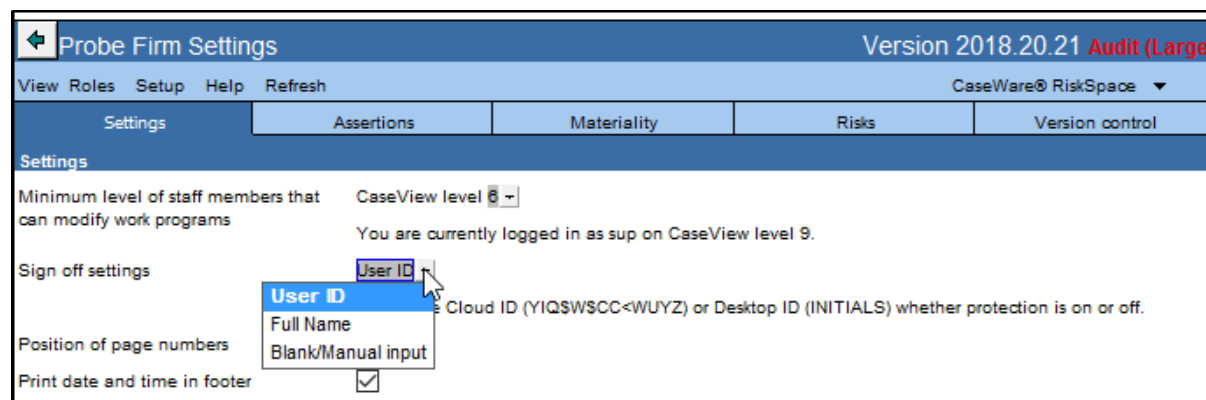 Probe Firm Settings Version 2018.20.21 Audit (Large
View Roles Setup Help Refresh CaseWare® RiskSpace
Settings Assertions Materiality Risks Version control
Settings
Minimum level of staff members that CaseView level 6
can modify work programs
You are currently logged in as sup on CaseView level 9.
Sign off settings User ID
User ID
Cloud ID (YIQ$W$CC<WUYZ) or Desktop ID (INITIALS) whether protection is on or off.
Full Name
Position of page numbers
Blank/Manual input
Print date and time in footer